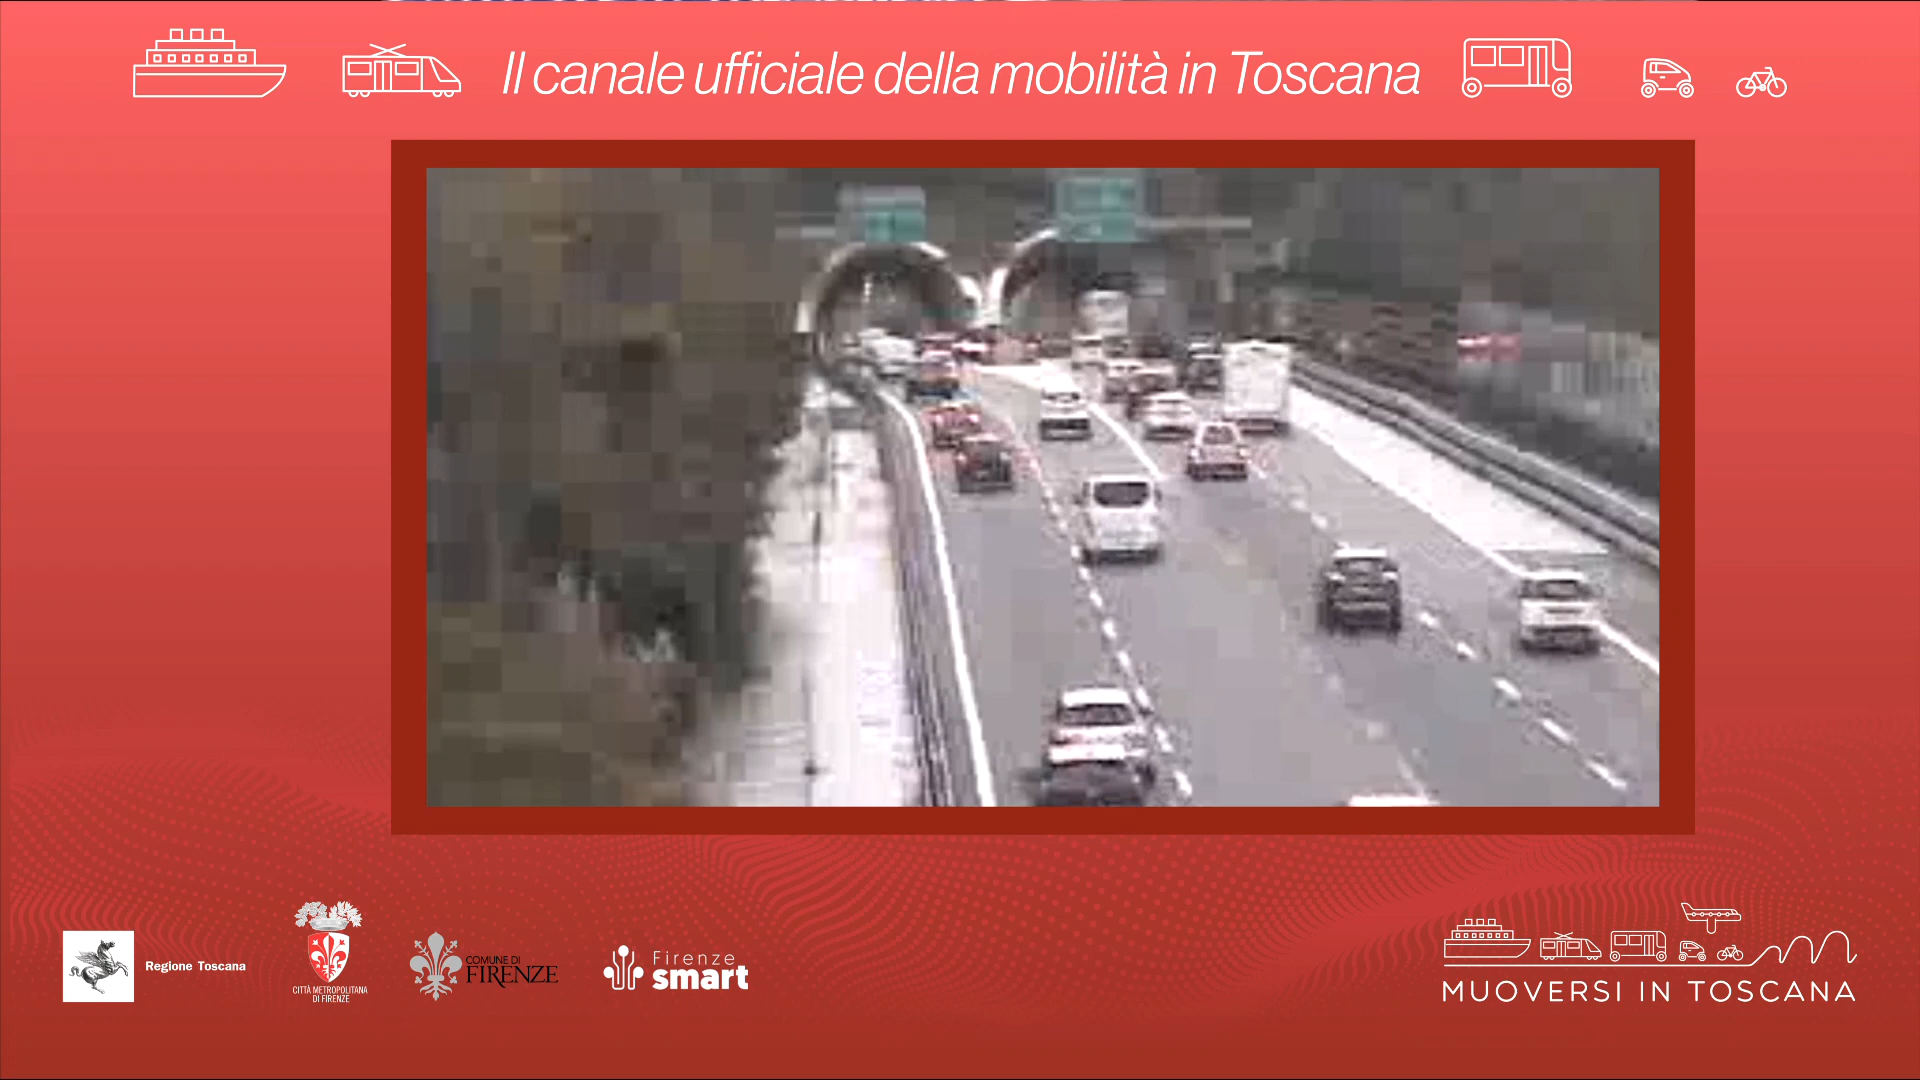 Il canale ufficiale della mobilità in Toscana
Regione Toscana
CITTÀ METROPOLITANA
DI FIRENZE
COMUNE DI
FIRENZE
Firenze
smart
MUOVERSI IN TOSCANA